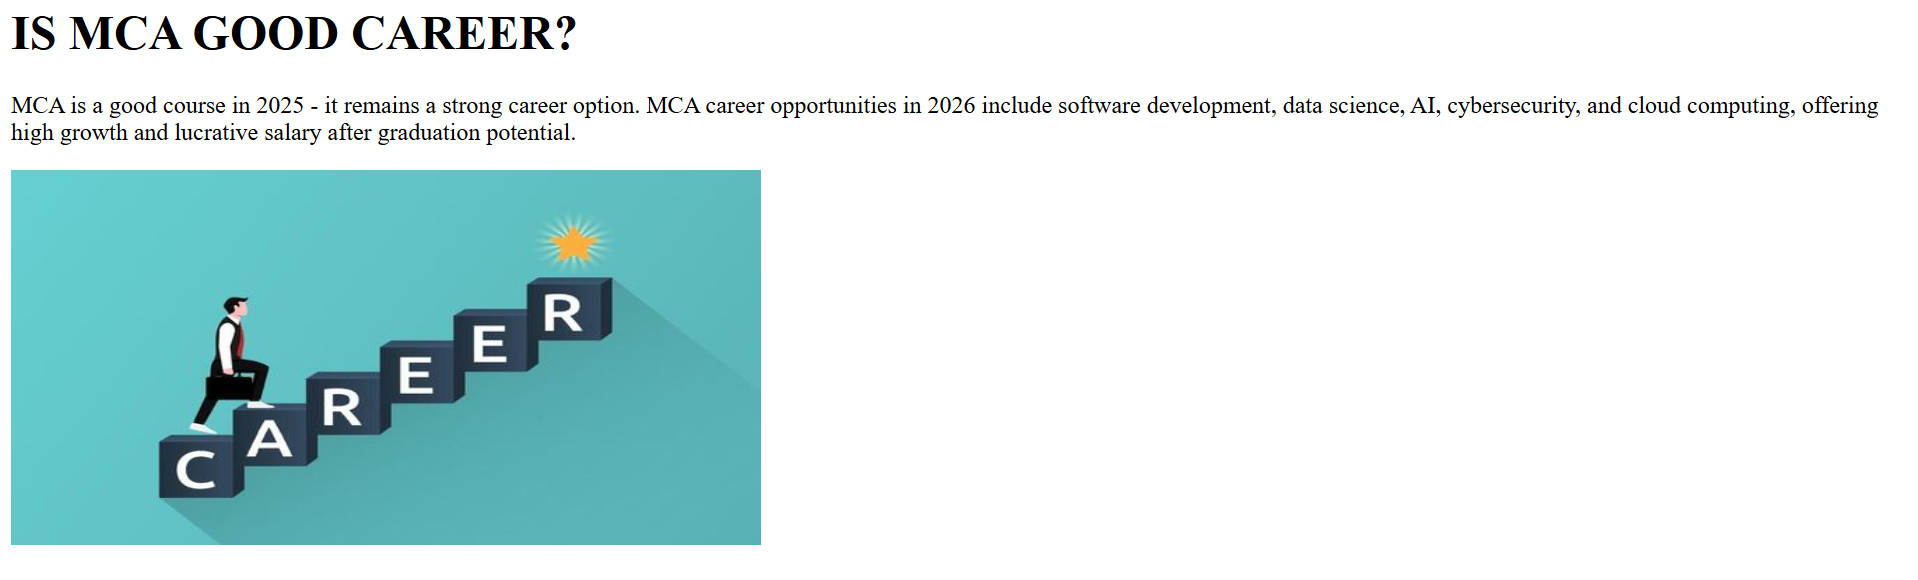 IS MCA GOOD CAREER?
MCA is a good course in 2025 - it remains a strong career option. MCA career opportunities in 2026 include software development, data science, AI, cybersecurity, and cloud computing, offering
high growth and lucrative salary after graduation potential.
CAREER